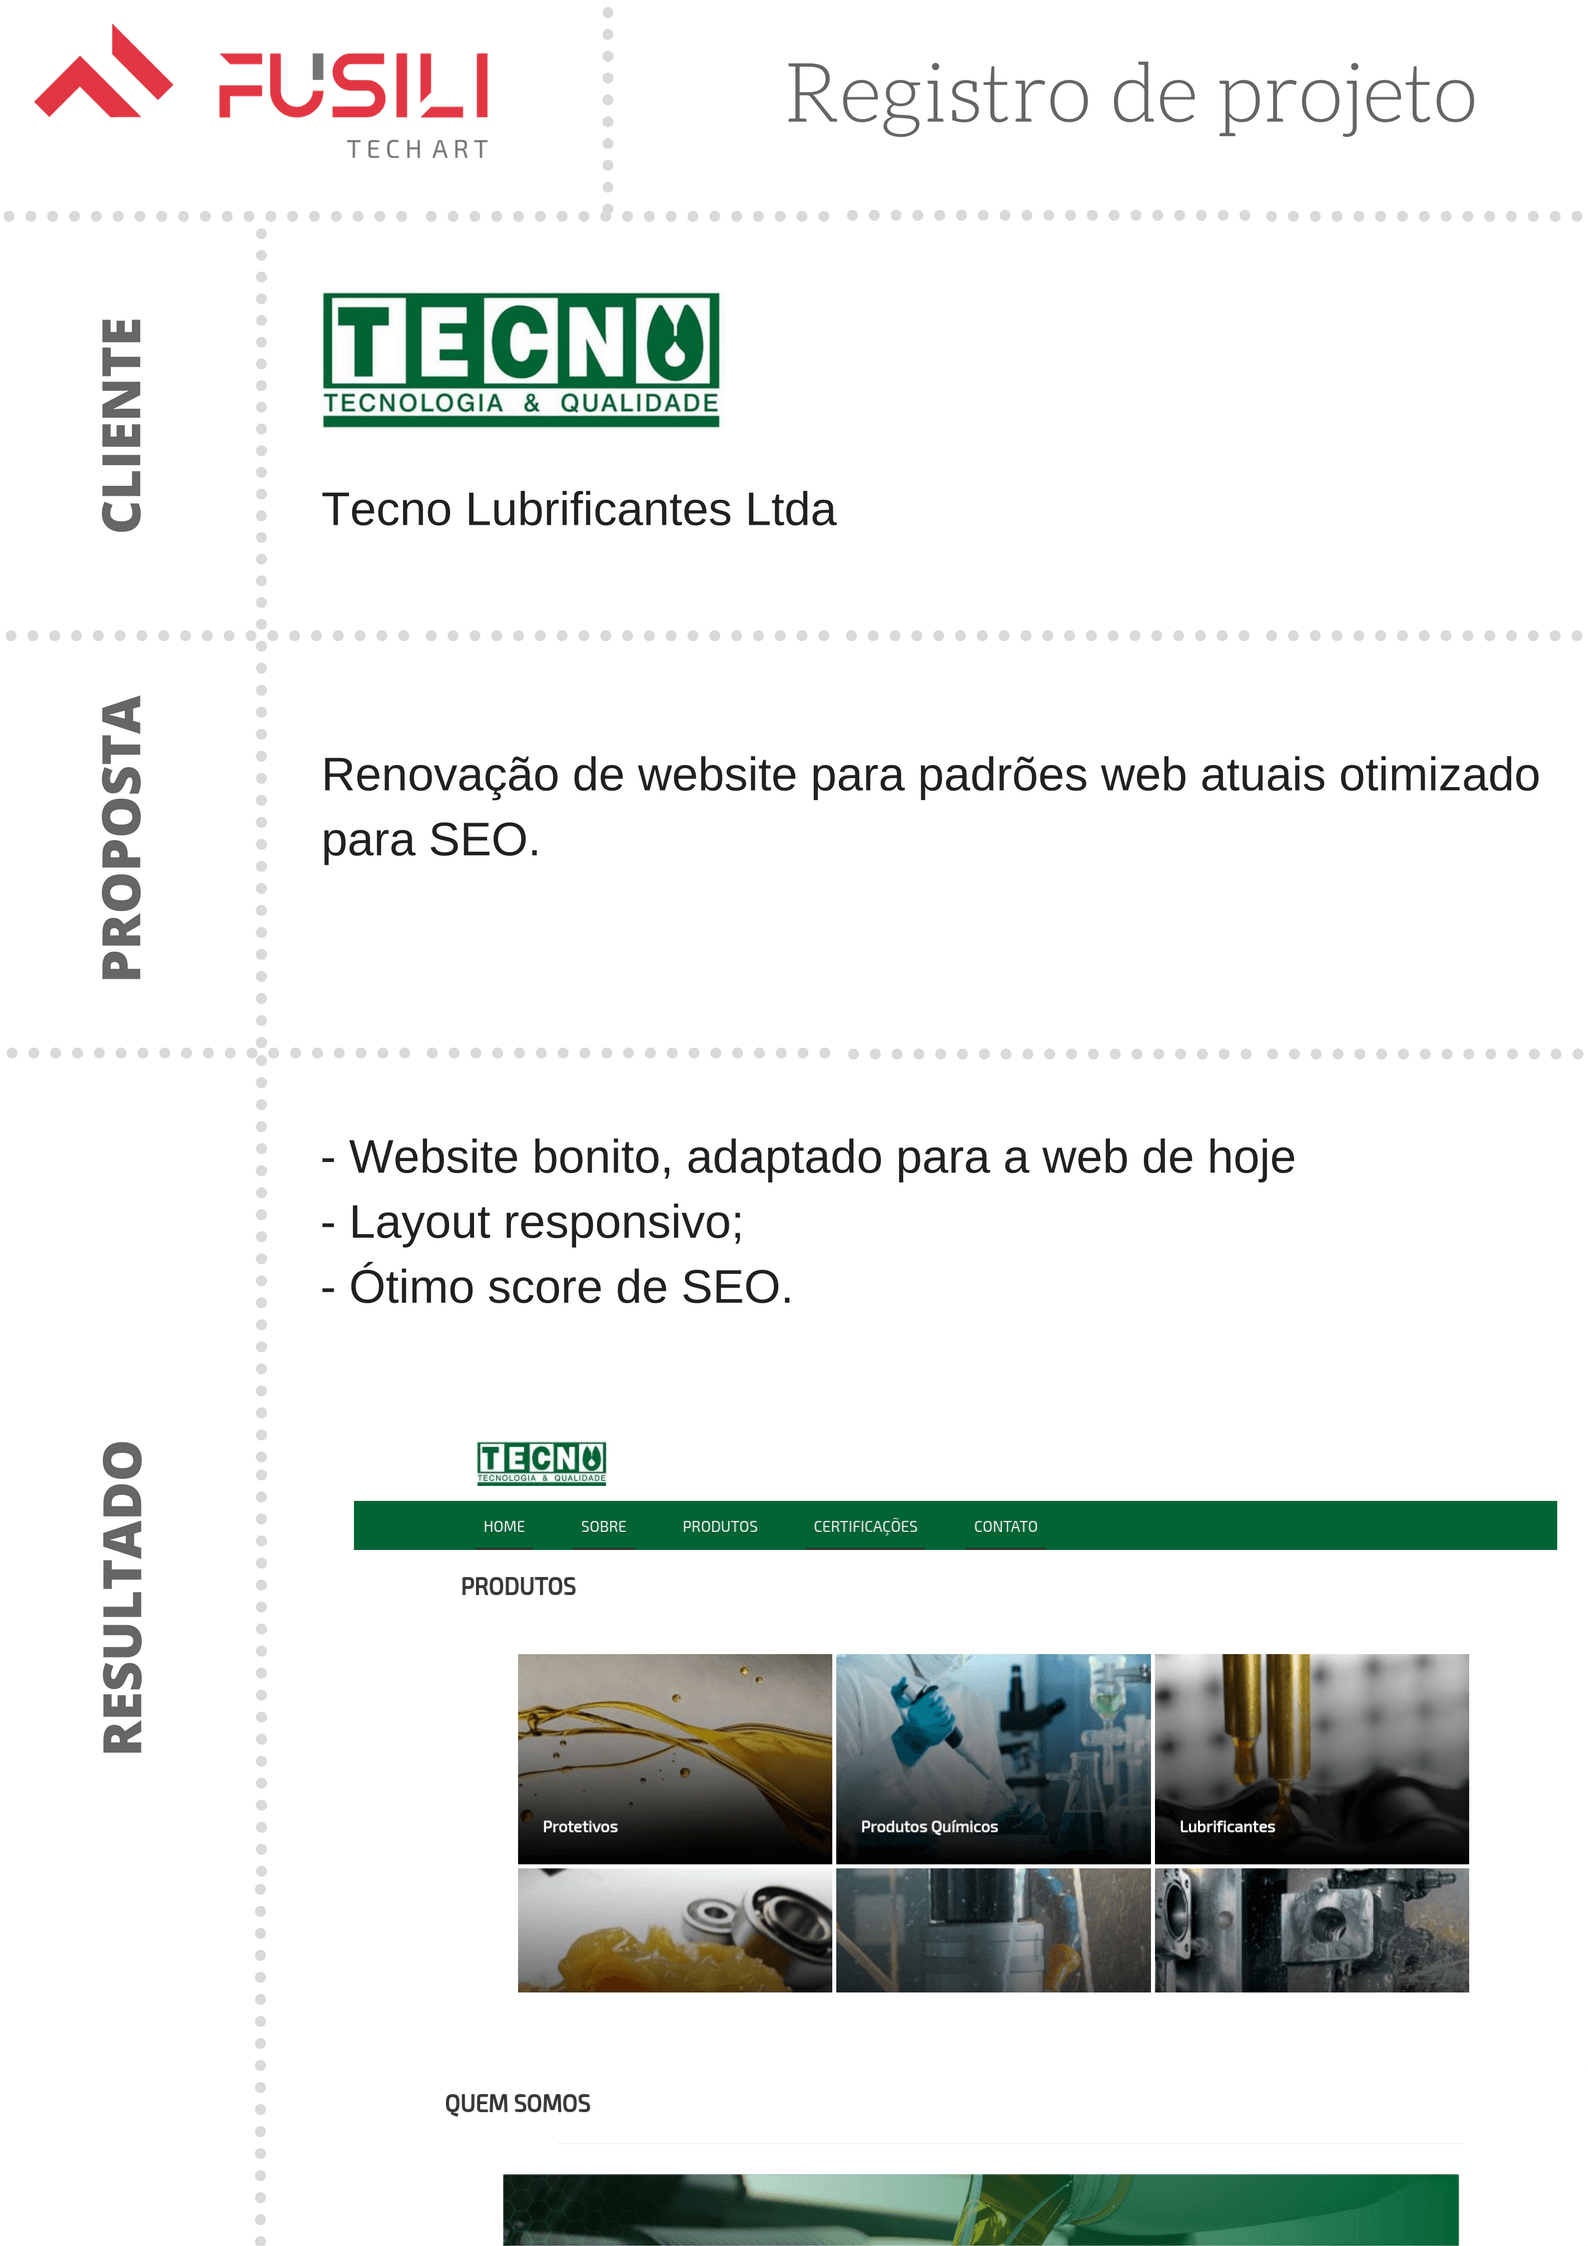 FUSILI
TECH ART
Registro de projeto
CLIENTE
TECNO
TECNOLOGIA & QUALIDADE
Tecno Lubrificantes Ltda
PROPOSTA
Renovação de website para padrões web atuais otimizado
para SEO.
RESULTADO
- Website bonito, adaptado para a web de hoje
- Layout responsivo;
- Ótimo score de SEO.
TECNO
TECNOLOGIA & QUALIDADE
HOME SOBRE PRODUTOS CERTIFICAÇÕES CONTATO
PRODUTOS
Protetivos Produtos Químicos Lubrificantes
QUEM SOMOS